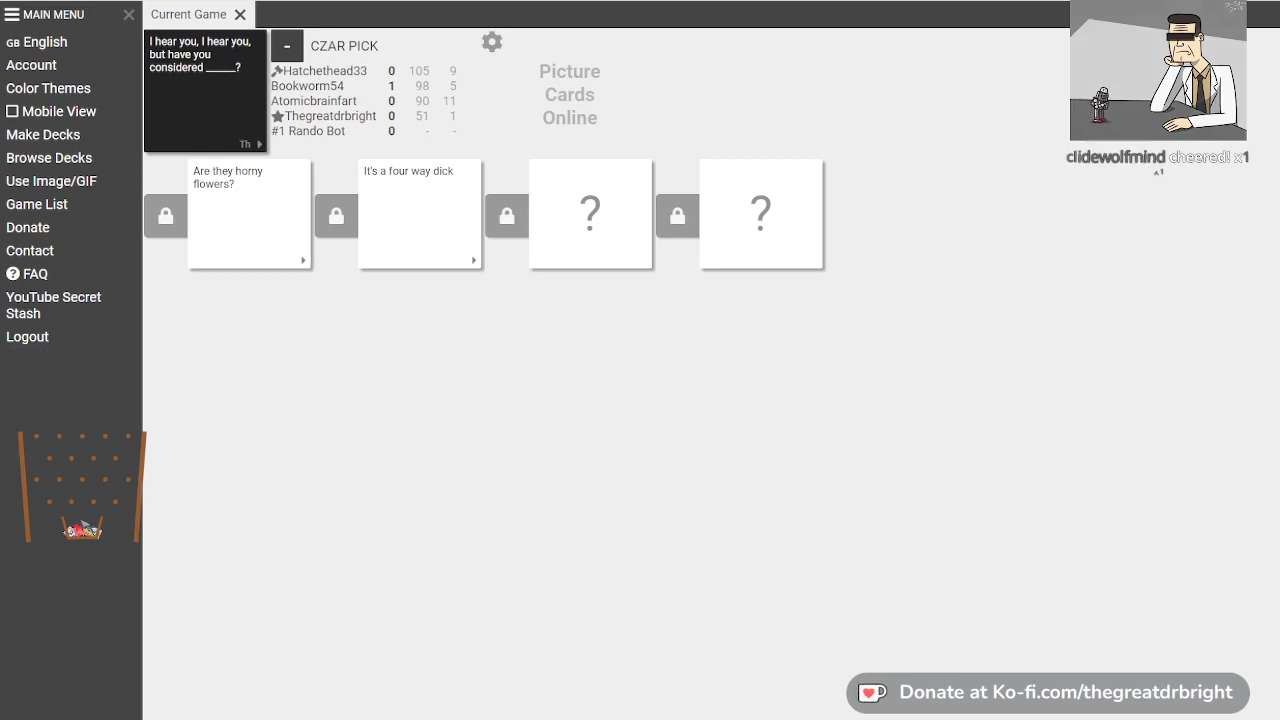 MAIN MENU
Current Game
GB English
Account
Color Themes
Mobile View
Make Decks
Browse Decks
Use Image/GIF
Game List
Donate
Contact
? FAQ
YouTube Secret
Stash
Logout
I hear you, I hear you,
but have you
considered _____?
Th
- CZAR PICK
Hatchethead33 0 105 9
Bookworm54 1 98 5
Atomicbrainfart 0 90 11
Thegreatdrbright 0 51 1
#1 Rando Bot 0 - -
Picture
Cards
Online
Are they horny
flowers?
It's a four way dick
?
?
clidewolfmind cheered! x1
Donate at Ko-fi.com/thegreatdrbright